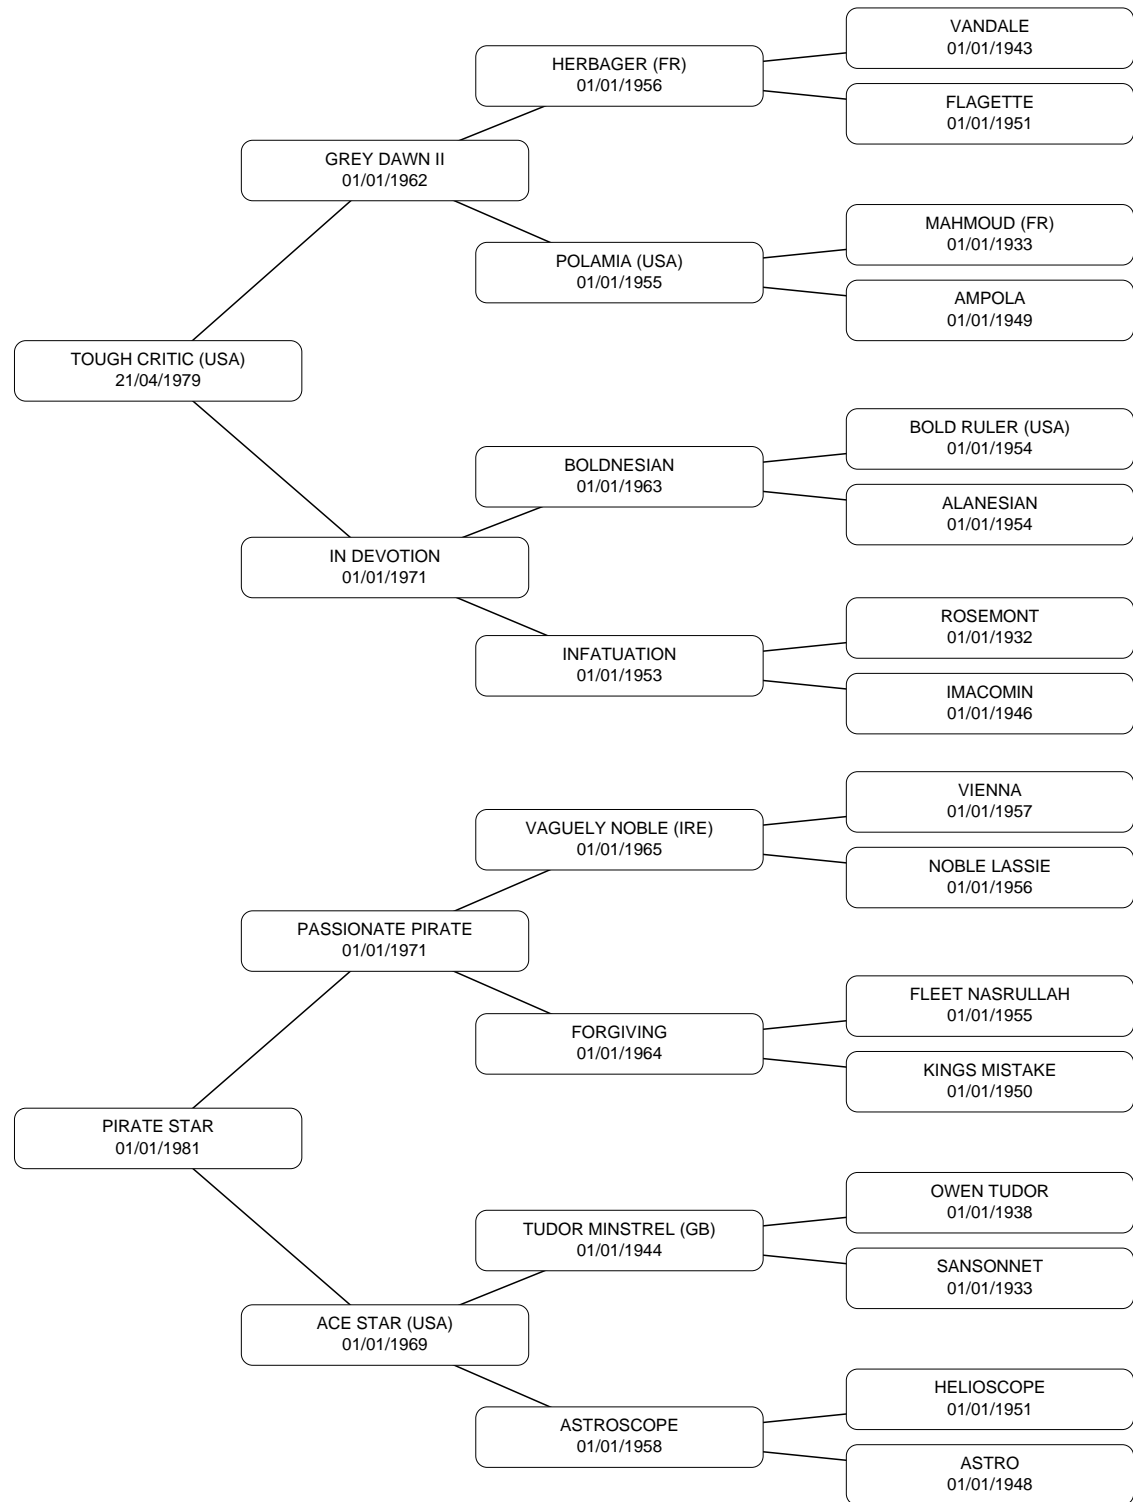 VANDALE
01/01/1943
HERBAGER (FR)
01/01/1956
FLAGETTE
01/01/1951
GREY DAWN II
01/01/1962
MAHMOUD (FR)
01/01/1933
POLAMIA (USA)
01/01/1955
AMPOLA
01/01/1949
TOUGH CRITIC (USA)
21/04/1979
BOLD RULER (USA)
01/01/1954
BOLDNESIAN
01/01/1963
ALANESIAN
01/01/1954
IN DEVOTION
01/01/1971
ROSEMONT
01/01/1932
INFATUATION
01/01/1953
IMACOMIN
01/01/1946
VIENNA
01/01/1957
VAGUELY NOBLE (IRE)
01/01/1965
NOBLE LASSIE
01/01/1956
PASSIONATE PIRATE
01/01/1971
FLEET NASRULLAH
01/01/1955
FORGIVING
01/01/1964
KINGS MISTAKE
01/01/1950
PIRATE STAR
01/01/1981
OWEN TUDOR
01/01/1938
TUDOR MINSTREL (GB)
01/01/1944
SANSONNET
01/01/1933
ACE STAR (USA)
01/01/1969
HELIOSCOPE
01/01/1951
ASTROSCOPE
01/01/1958
ASTRO
01/01/1948